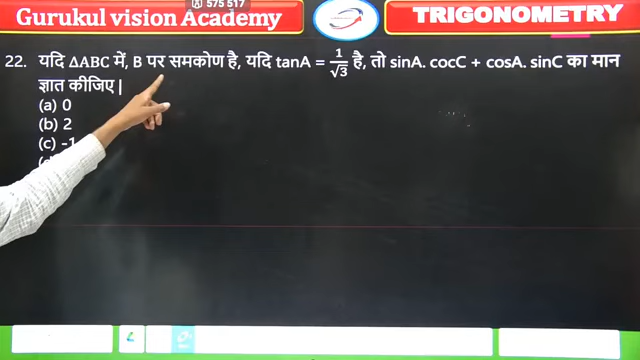 Gurukul vision Academy
575 517
TRIGONOMETRY
22. यदि ΔABC में, B पर समकोण है, यदि tanA = 1/√3 है, तो sinA. cocC + cosA. sinC का मान
ज्ञात कीजिए |
(a) 0
(b) 2
(c) -1